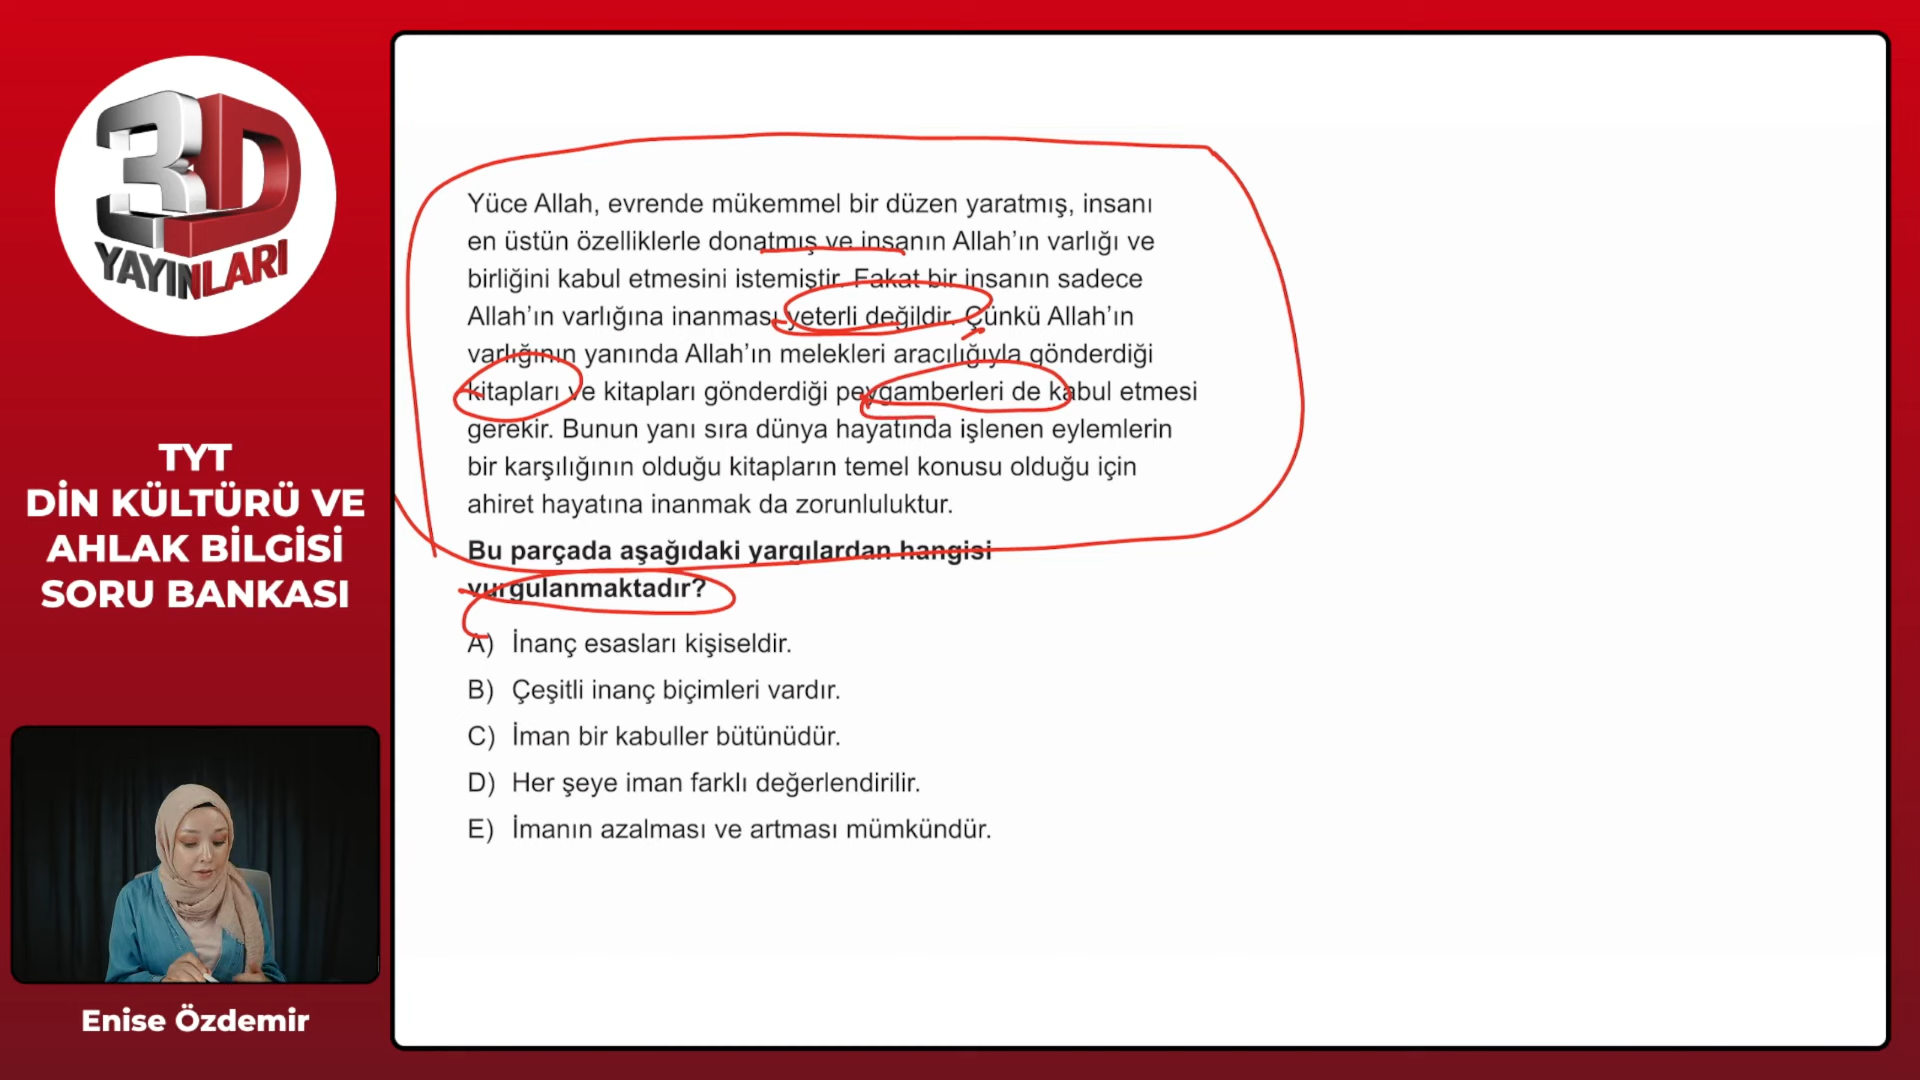 3D
YAYINLARI
TYT
DİN KÜLTÜRÜ VE
AHLAK BİLGİSİ
SORU BANKASI
Enise Özdemir
Yüce Allah, evrende mükemmel bir düzen yaratmış, insanı
en üstün özelliklerle donatmış ve insanın Allah’ın varlığı ve
birliğini kabul etmesini istemiştir. Fakat bir insanın sadece
Allah’ın varlığına inanması yeterli değildir. Çünkü Allah’ın
varlığının yanında Allah’ın melekleri aracılığıyla gönderdiği
kitapları ve kitapları gönderdiği peygamberleri de kabul etmesi
gerekir. Bunun yanı sıra dünya hayatında işlenen eylemlerin
bir karşılığının olduğu kitapların temel konusu olduğu için
ahiret hayatına inanmak da zorunluluktur.
Bu parçada aşağıdaki yargılardan hangisi
vurgulanmaktadır?
A) İnanç esasları kişiseldir.
B) Çeşitli inanç biçimleri vardır.
C) İman bir kabuller bütünüdür.
D) Her şeye iman farklı değerlendirilir.
E) İmanın azalması ve artması mümkündür.